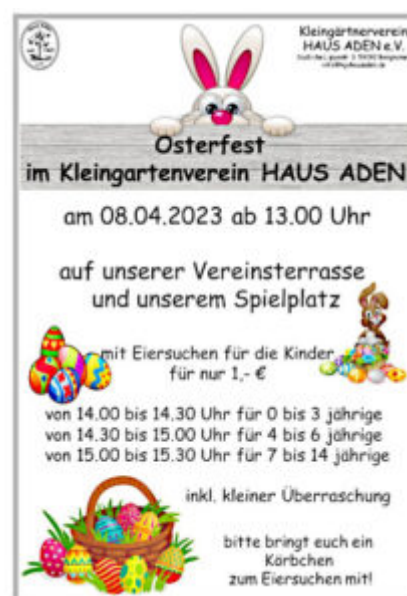 Kleingärtnerverein
HAUS ADEN e.V.
Osterfest
im Kleingartenverein HAUS ADEN
am 08.04.2023 ab 13.00 Uhr
auf unserer Vereinsterrasse
und unserem Spielplatz
mit Eiersuchen für die Kinder
für nur 1,- €
von 14.00 bis 14.30 Uhr für 0 bis 3 jährige
von 14.30 bis 15.00 Uhr für 4 bis 6 jährige
von 15.00 bis 15.30 Uhr für 7 bis 14 jährige
inkl. kleiner Überraschung
bitte bringt euch ein
Körbchen
zum Eiersuchen mit!